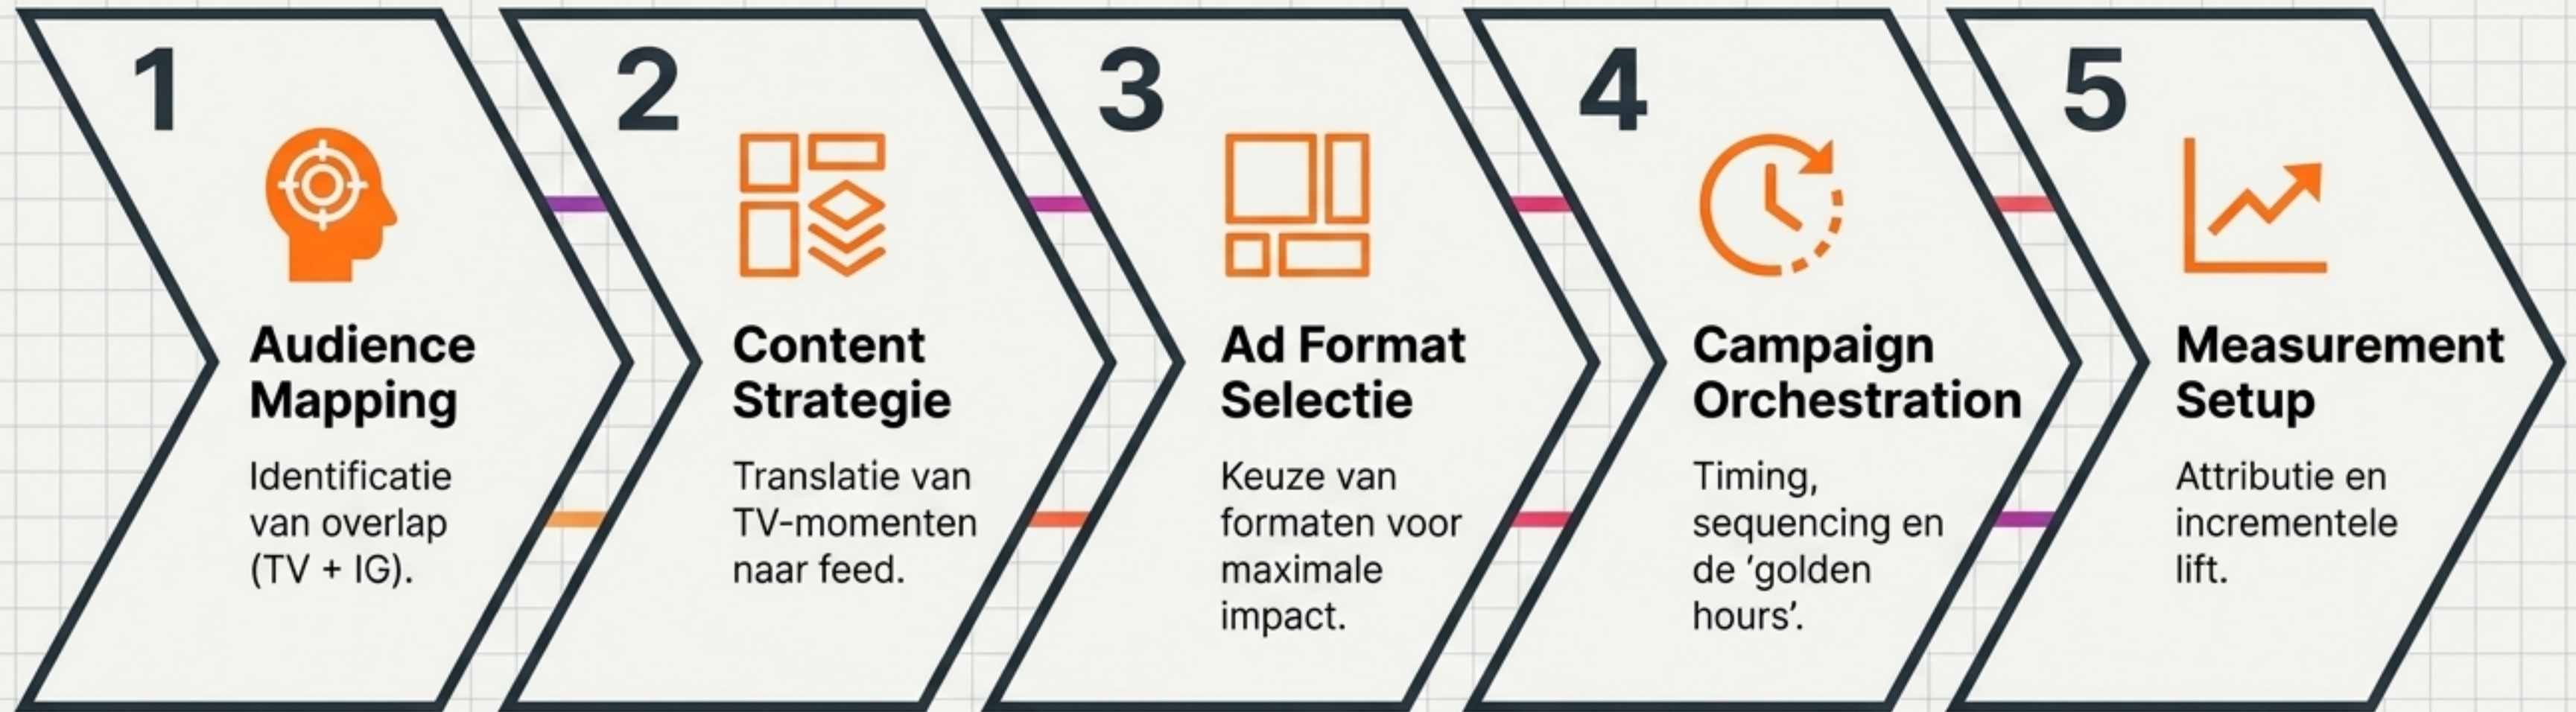 1
Audience
Mapping
Identificatie
van overlap
(TV + IG).
2
Content
Strategie
Translatie van
TV-momenten
naar feed.
3
Ad Format
Selectie
Keuze van
formaten voor
maximale
impact.
4
Campaign
Orchestration
Timing,
sequencing en
de ‘golden
hours’.
5
Measurement
Setup
Attributie en
incrementele
lift.